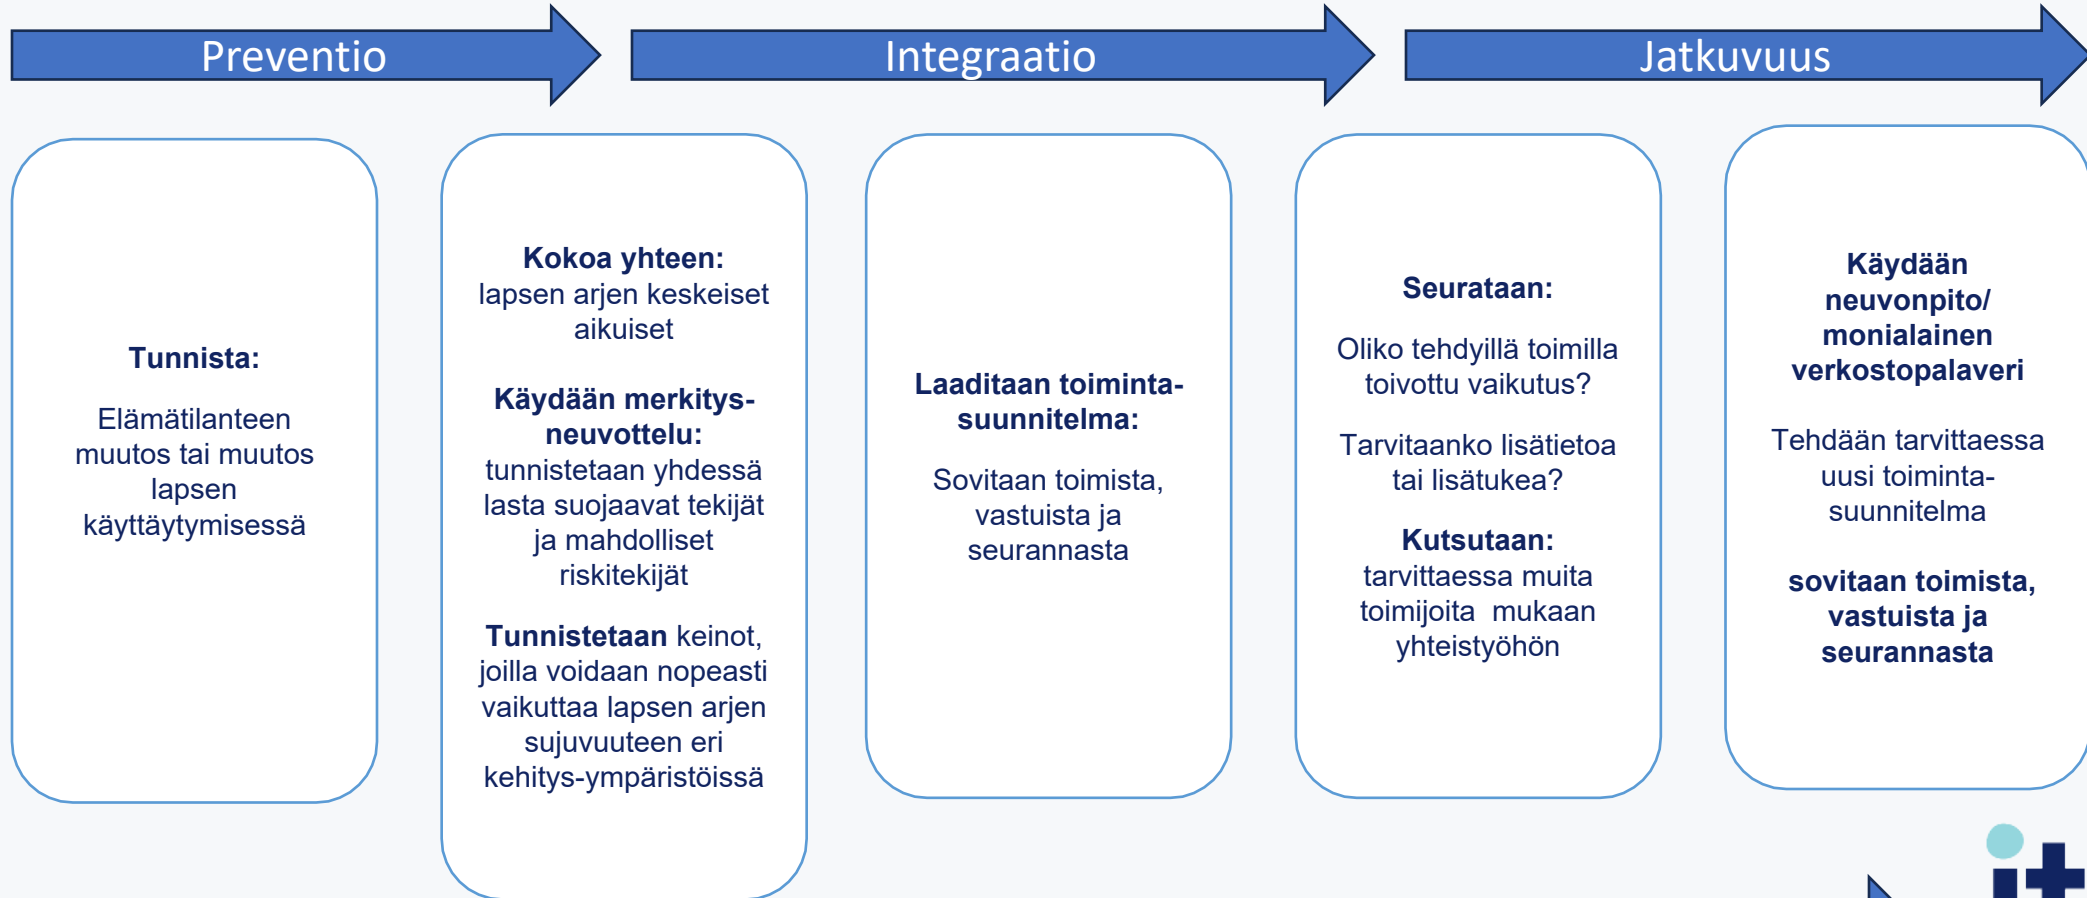 Preventio
Integraatio
Jatkuvuus
Tunnista:
Elämätilanteen
muutos tai muutos
lapsen
käyttäytymisessä
Kokoa yhteen:
lapsen arjen keskeiset
aikuiset
Käydään merkitys-
neuvottelu:
tunnistetaan yhdessä
lasta suojaavat tekijät
ja mahdolliset
riskitekijät
Tunnistetaan keinot,
joilla voidaan nopeasti
vaikuttaa lapsen arjen
sujuvuuteen eri
kehitys-ympäristöissä
Laaditaan toiminta-
suunnitelma:
Sovitaan toimista,
vastuista ja
seurannasta
Seurataan:
Oliko tehdyillä toimilla
toivottu vaikutus?
Tarvitaanko lisätietoa
tai lisätukea?
Kutsutaan:
tarvittaessa muita
toimijoita  mukaan
yhteistyöhön
Käydään
neuvonpito/
monialainen
verkostopalaveri
Tehdään tarvittaessa
uusi toiminta-
suunnitelma
sovitaan toimista,
vastuista ja
seurannasta